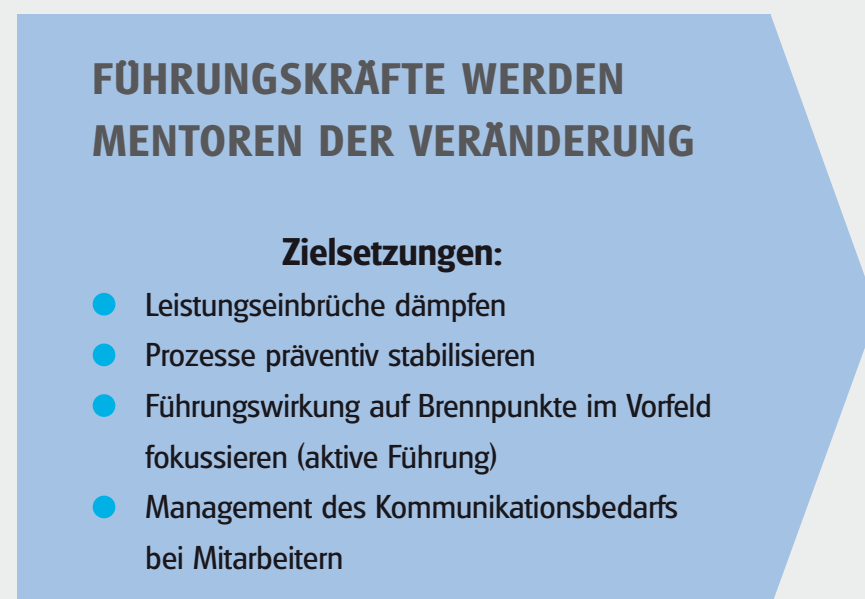 FÜHRUNGSKRÄFTE WERDEN
MENTOREN DER VERÄNDERUNG
Zielsetzungen:
Leistungseinbrüche dämpfen
Prozesse präventiv stabilisieren
Führungswirkung auf Brennpunkte im Vorfeld
fokussieren (aktive Führung)
Management des Kommunikationsbedarfs
bei Mitarbeitern